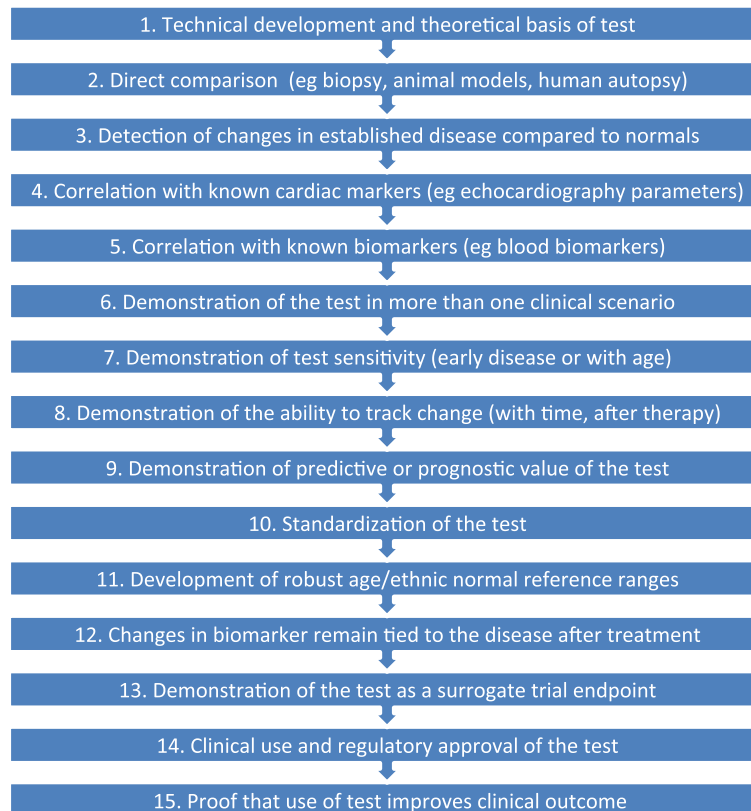 1. Technical development and theoretical basis of test
2. Direct comparison (eg biopsy, animal models, human autopsy)
3. Detection of changes in established disease compared to normals
4. Correlation with known cardiac markers (eg echocardiography parameters)
5. Correlation with known biomarkers (eg blood biomarkers)
6. Demonstration of the test in more than one clinical scenario
7. Demonstration of test sensitivity (early disease or with age)
8. Demonstration of the ability to track change (with time, after therapy)
9. Demonstration of predictive or prognostic value of the test
10. Standardization of the test
11. Development of robust age/ethnic normal reference ranges
12. Changes in biomarker remain tied to the disease after treatment
13. Demonstration of the test as a surrogate trial endpoint
14. Clinical use and regulatory approval of the test
15. Proof that use of test improves clinical outcome